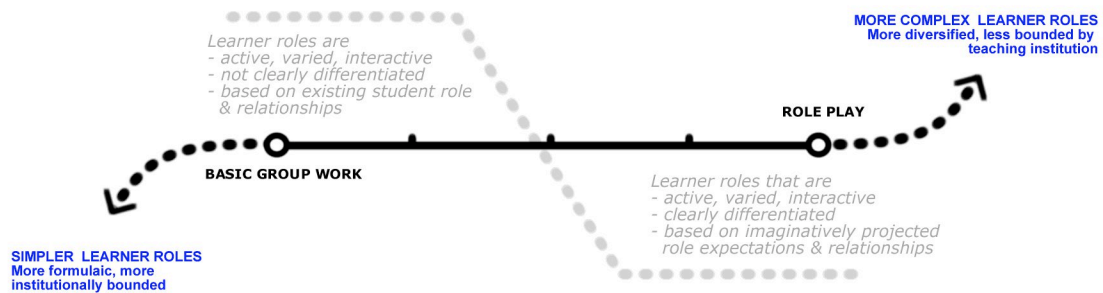 MORE COMPLEX LEARNER ROLES
More diversified, less bounded by
teaching institution
Learner roles are
- active, varied, interactive
- not clearly differentiated
- based on existing student role
& relationships
ROLE PLAY
BASIC GROUP WORK
Learner roles that are
- active, varied, interactive
- clearly differentiated
- based on imaginatively projected
role expectations & relationships
SIMPLER LEARNER ROLES
More formulaic, more
institutionally bounded